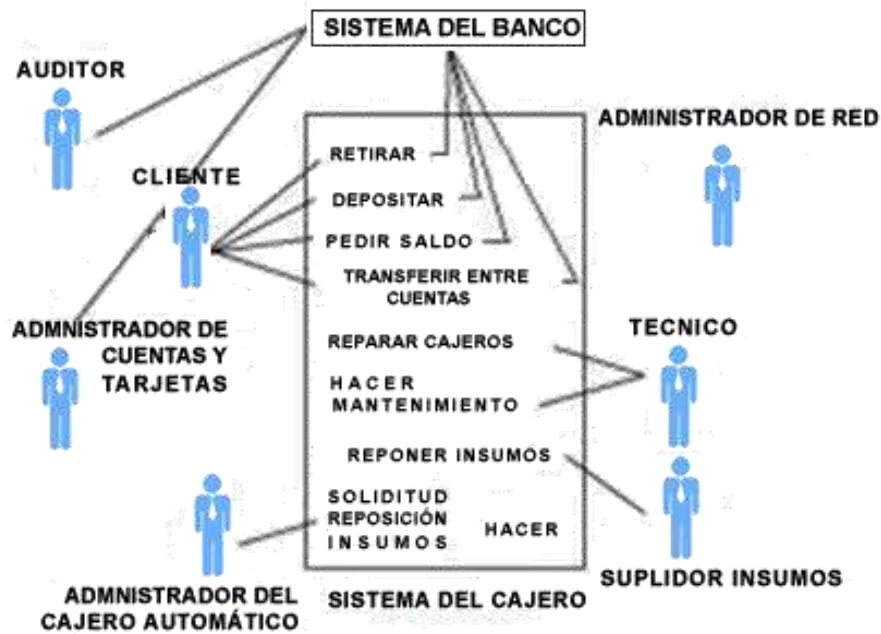 SISTEMA DEL BANCO
AUDITOR
ADMINISTRADOR DE RED
CLIENTE
RETIRAR
DEPOSITAR
PEDIR SALDO
TRANSFERIR ENTRE
CUENTAS
ADMNISTRADOR DE
CUENTAS Y
TARJETAS
REPARAR CAJEROS
TECNICO
HACER
MANTENIMIENTO
REPONER INSUMOS
SOLIDITUD
REPOSICIÓN
INSUMOS
HACER
SUPLIDOR INSUMOS
ADMNISTRADOR DEL
CAJERO AUTOMÁTICO
SISTEMA DEL CAJERO